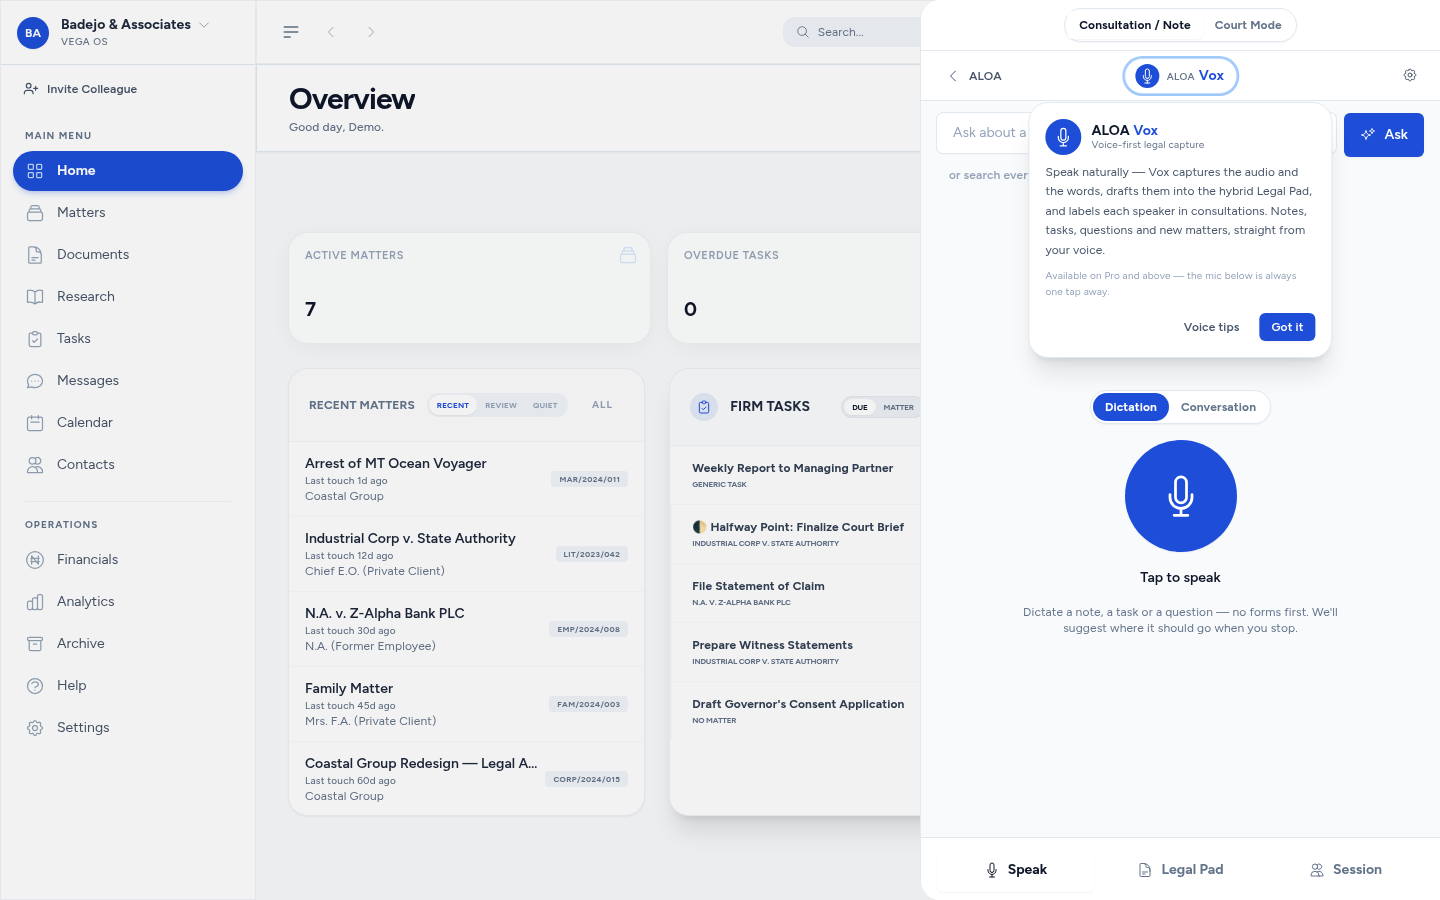 BA
Badejo & Associates
VEGA OS
Invite Colleague
MAIN MENU
Home
Matters
Documents
Research
Tasks
Messages
Calendar
Contacts
OPERATIONS
Financials
Analytics
Archive
Help
Settings
Search...
Overview
Good day, Demo.
ACTIVE MATTERS
7
OVERDUE TASKS
0
RECENT MATTERS
RECENT
REVIEW
QUIET
ALL
Arrest of MT Ocean Voyager
Last touch 1d ago
Coastal Group
MAR/2024/011
Industrial Corp v. State Authority
Last touch 12d ago
Chief E.O. (Private Client)
LIT/2023/042
N.A. v. Z-Alpha Bank PLC
Last touch 30d ago
N.A. (Former Employee)
EMP/2024/008
Family Matter
Last touch 45d ago
Mrs. F.A. (Private Client)
FAM/2024/003
Coastal Group Redesign — Legal A...
Last touch 60d ago
Coastal Group
CORP/2024/015
FIRM TASKS
DUE
MATTER
Weekly Report to Managing Partner
GENERIC TASK
🌓 Halfway Point: Finalize Court Brief
INDUSTRIAL CORP V. STATE AUTHORITY
File Statement of Claim
N.A. V. Z-ALPHA BANK PLC
Prepare Witness Statements
INDUSTRIAL CORP V. STATE AUTHORITY
Draft Governor's Consent Application
NO MATTER
Consultation / Note
Court Mode
ALOA
ALOA Vox
Ask about a
Ask
or search ever
ALOA Vox
Voice-first legal capture
Speak naturally — Vox captures the audio and
the words, drafts them into the hybrid Legal Pad,
and labels each speaker in consultations. Notes,
tasks, questions and new matters, straight from
your voice.
Available on Pro and above — the mic below is always
one tap away.
Voice tips
Got it
Dictation
Conversation
Tap to speak
Dictate a note, a task or a question — no forms first. We'll
suggest where it should go when you stop.
Speak
Legal Pad
Session